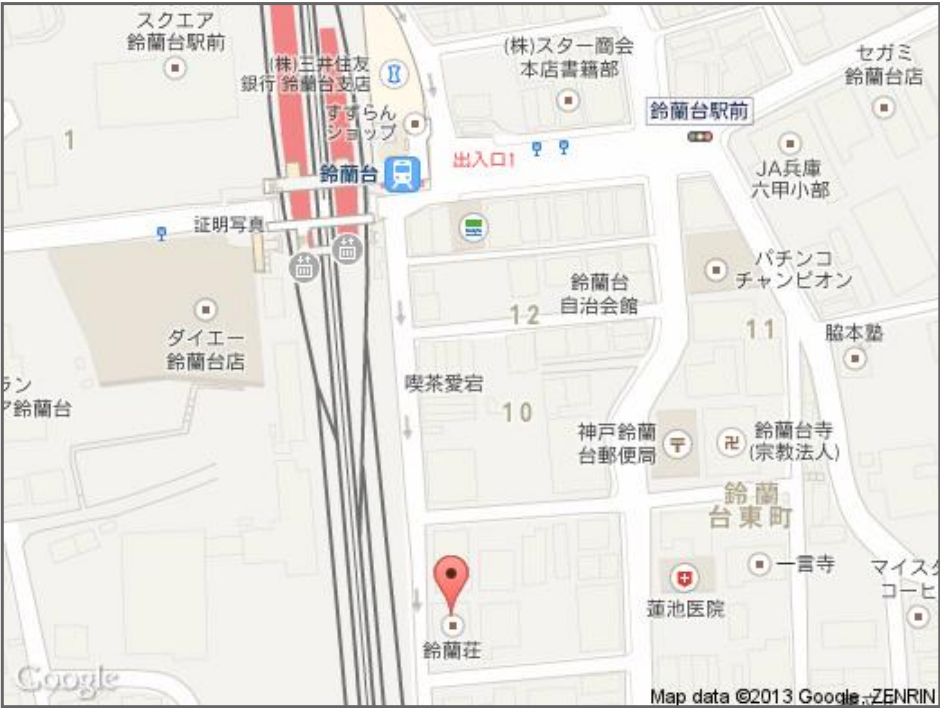 スクエア
鈴蘭台駅前
(株)スター商会
本店書籍部
セガミ
鈴蘭台店
(株)三井住友
銀行 鈴蘭台支店
すずらん
ショップ
鈴蘭台駅前
1
出入口1
鈴蘭台
JA兵庫
六甲小部
証明写真
パチンコ
チャンピオン
鈴蘭台
自治会館
12
11
ダイエー
鈴蘭台店
脇本塾
ラン
ア鈴蘭台
喫茶愛宕
10
神戸鈴蘭
台郵便局
鈴蘭台寺
(宗教法人)
鈴蘭
台東町
一言寺
マイスタ
コーヒ
蓮池医院
鈴蘭荘
Google
Map data ©2013 Google, ZENRIN